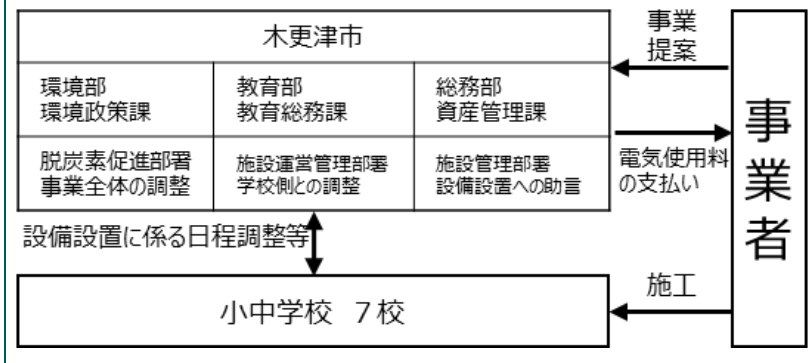 木更津市
環境部
環境政策課
教育部
教育総務課
総務部
資産管理課
脱炭素促進部署
事業全体の調整
施設運営管理部署
学校側との調整
施設管理部署
設備設置への助言
事業
提案
電気使用料
の支払い
事業者
設備設置に係る日程調整等
小中学校 7校
施工